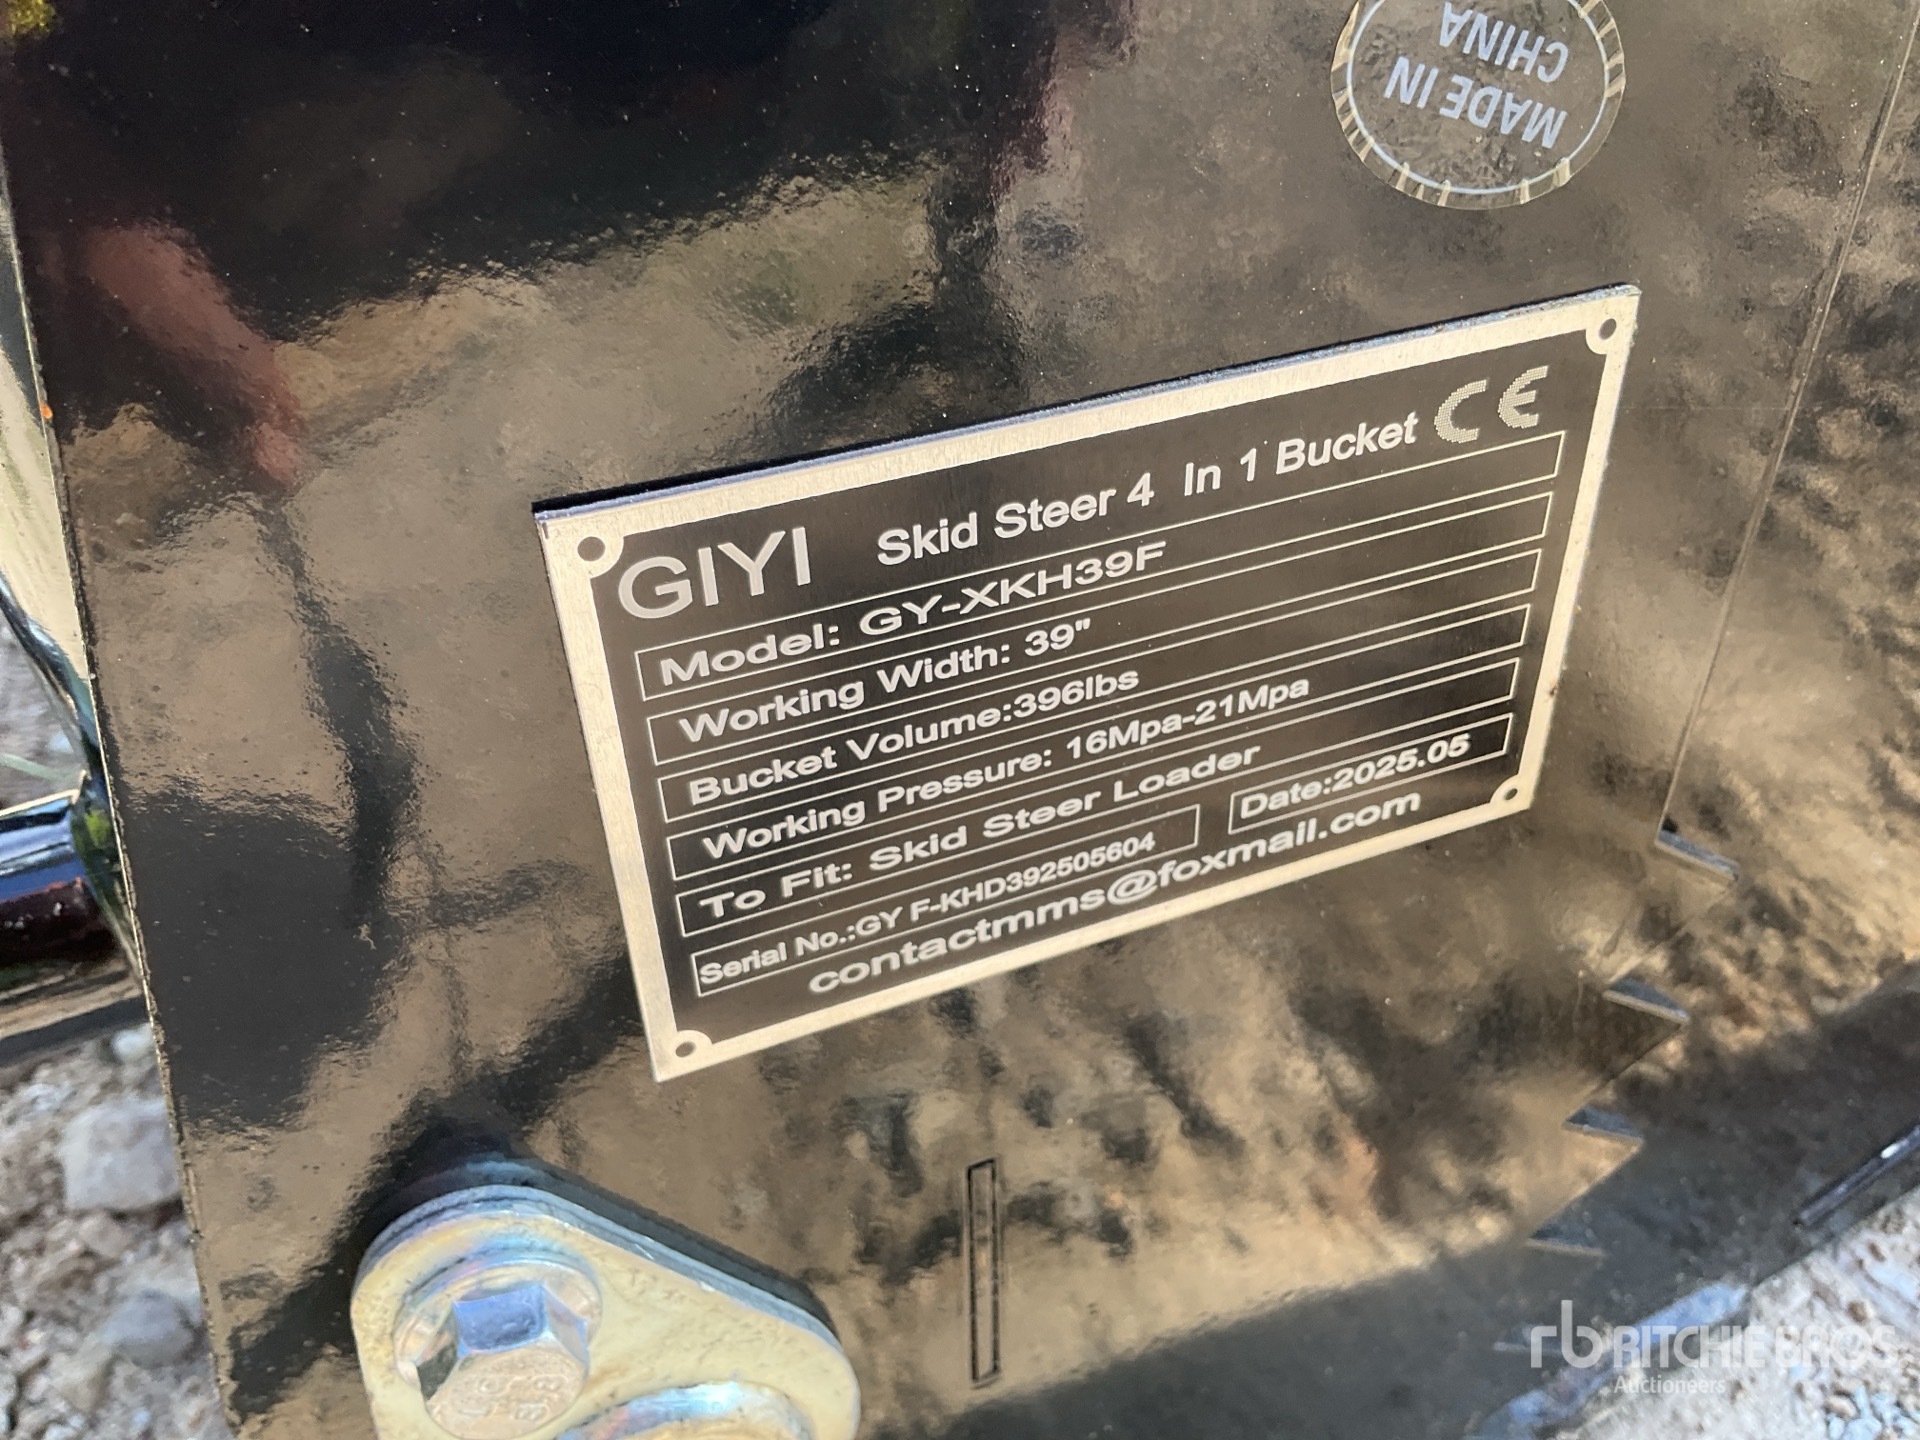 MADE IN
CHINA
GIYI Skid Steer 4 In 1 Bucket CE
Model: GY-XKH39F
Working Width: 39"
Bucket Volume:396lbs
Working Pressure: 16Mpa-21Mpa
To Fit: Skid Steer Loader
Serial No.:GY F-KHD392505604 Date:2025.05
contactmms@foxmail.com
rb RITCHIE BROS
Auctioneers